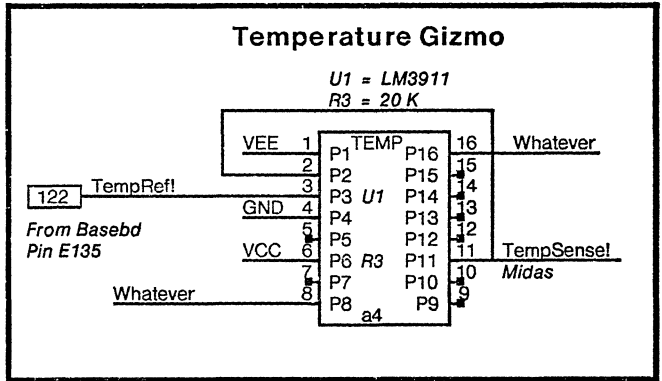 Temperature Gizmo
U1 = LM3911
R3 = 20 K
VEE 1 P1 TEMP P16 16 Whatever
2 P2 P15 15
122 TempRef! 3 P3 U1 P14 14
GND 4 P4 P13 13
From Basebd
Pin E135
5 P5 P12 12
VCC 6 P6 R3 P11 11 TempSense!
Midas
7 P7 P10 10
Whatever 8 P8 P9 9
a4